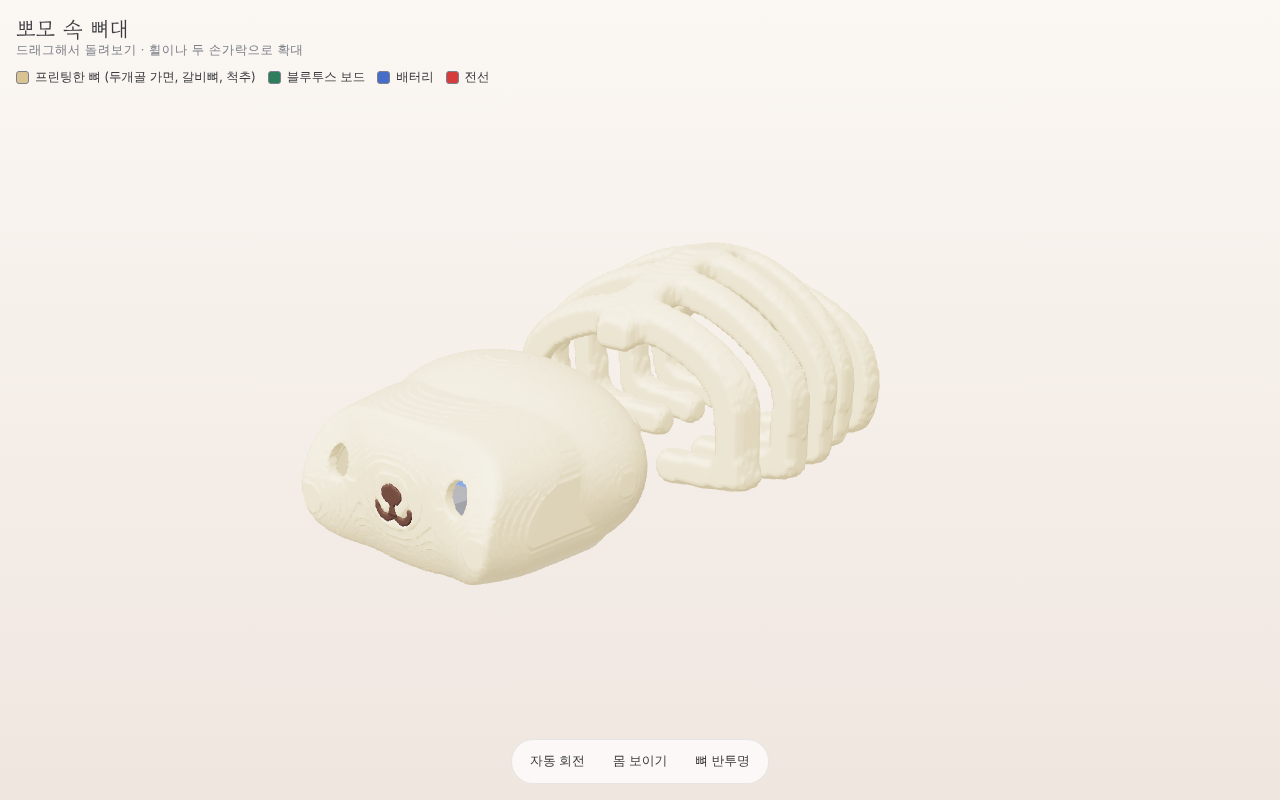 뽀모 속 뼈대
드래그해서 돌려보기 · 휠이나 두 손가락으로 확대
프린팅한 뼈 (두개골 가면, 갈비뼈, 척추) 블루투스 보드 배터리 전선
자동 회전 몸 보이기 뼈 반투명